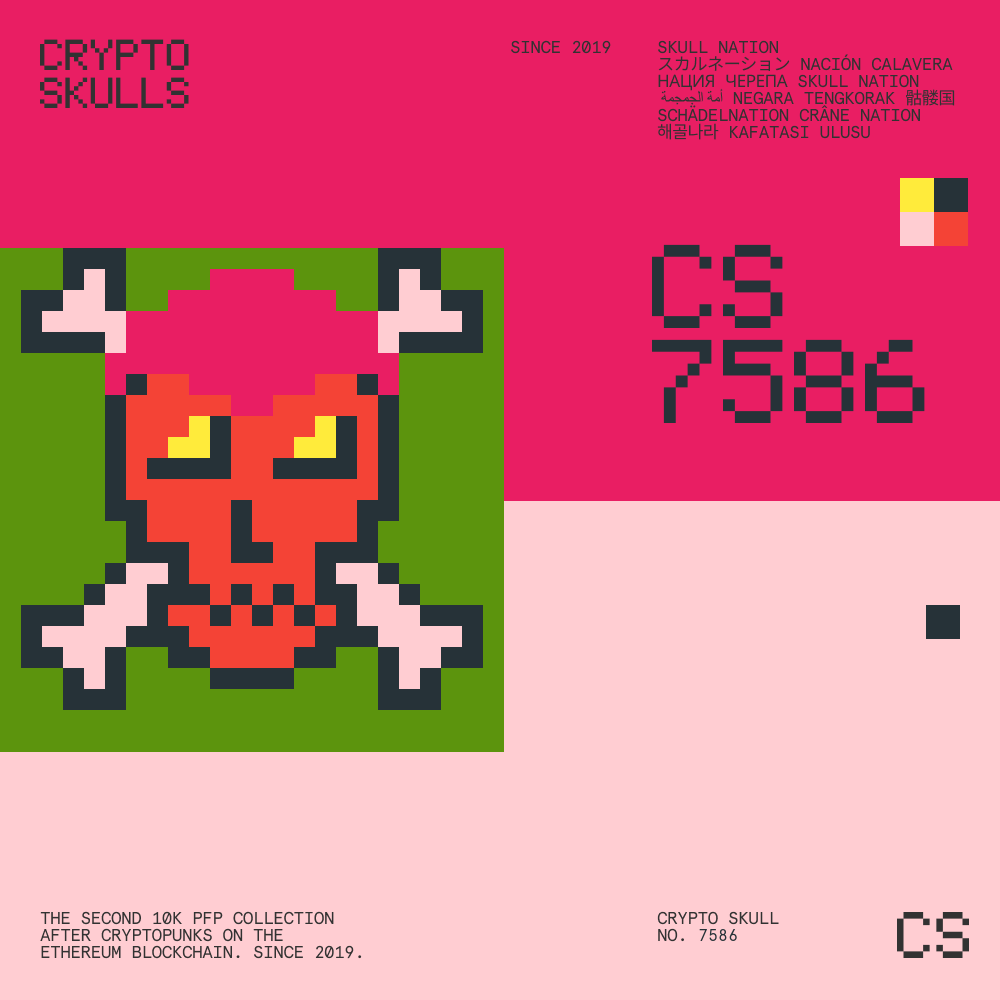 CRYPTO
SKULLS
SINCE 2019
SKULL NATION
スカルネーション NACIÓN CALAVERA
НАЦИЯ ЧЕРЕПА SKULL NATION
أمة الجمجمة NEGARA TENGKORAK 骷髅国
SCHÄDELNATION CRÂNE NATION
해골나라 KAFATASI ULUSU
CS
7586
THE SECOND 10K PFP COLLECTION
AFTER CRYPTOPUNKS ON THE
ETHEREUM BLOCKCHAIN. SINCE 2019.
CRYPTO SKULL
NO. 7586
CS